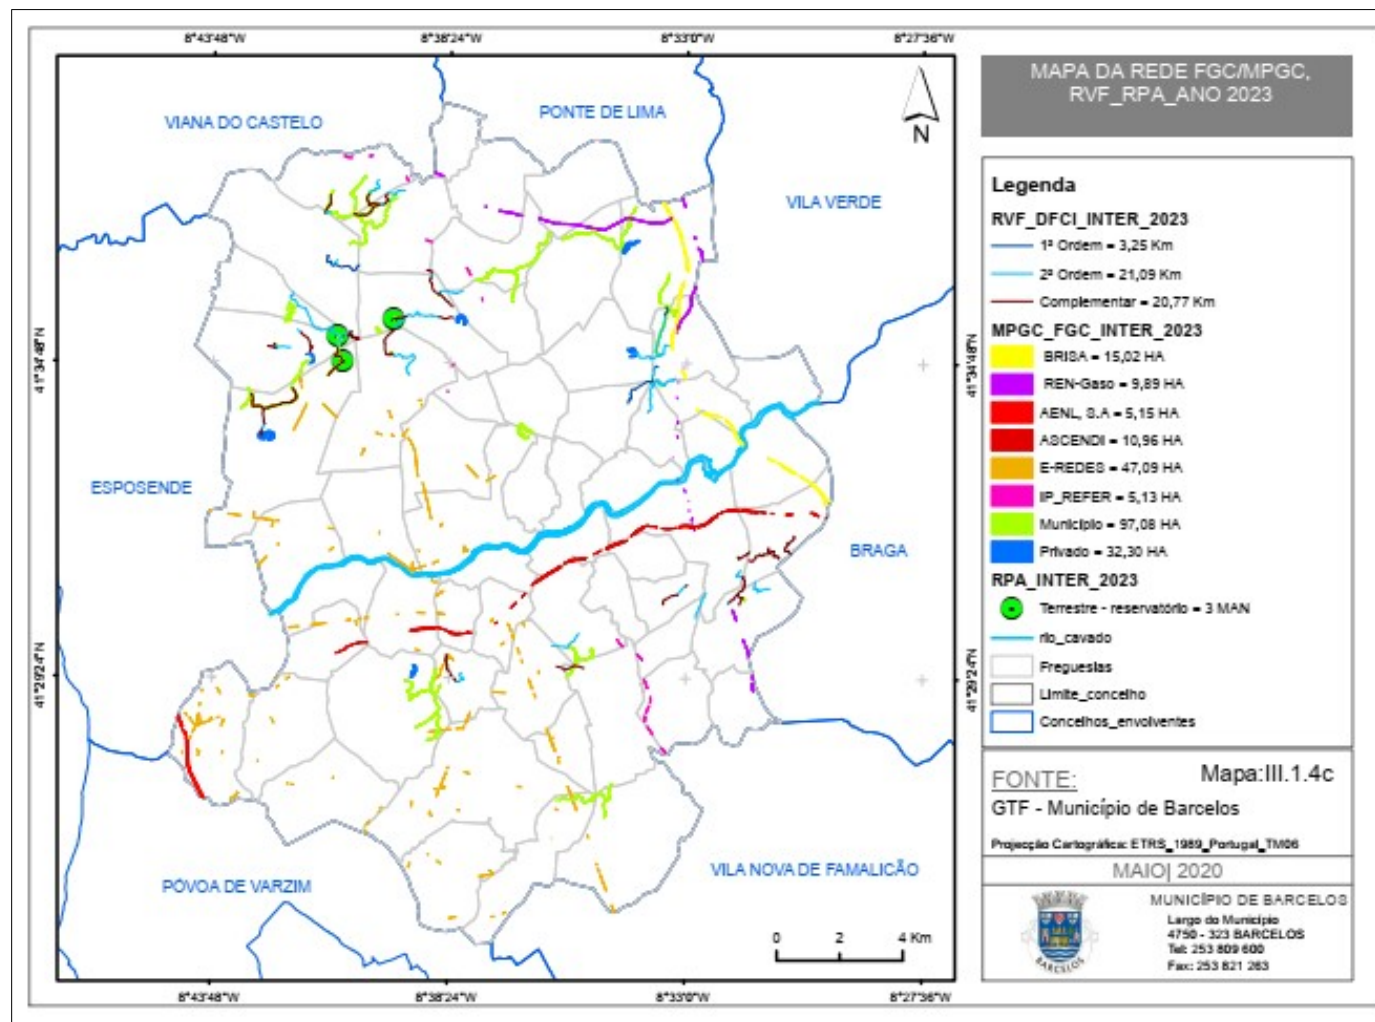 8°43'48"W
8°38'24"W
8°33'0"W
8°27'36"W
MAPA DA REDE FGC/MPGC,
RVF_RPA_ANO 2023
VIANA DO CASTELO
PONTE DE LIMA
N
VILA VERDE
ESPOSENDE
BRAGA
PÓVOA DE VARZIM
VILA NOVA DE FAMALICÃO
41°34'48"N
41°34'48"N
41°29'24"N
41°29'24"N
0 2 4 Km
8°43'48"W
8°38'24"W
8°33'0"W
8°27'36"W
Legenda
RVF_DFCI_INTER_2023
1ª Ordem = 3,25 Km
2ª Ordem = 21,09 Km
Complementar = 20,77 Km
MPGC_FGC_INTER_2023
BRISA = 15,02 HA
REN-Gaso = 9,89 HA
AENL, S.A = 5,15 HA
ASCENDI = 10,96 HA
E-REDES = 47,09 HA
IP_REFER = 5,13 HA
Município = 97,08 HA
Privado = 32,30 HA
RPA_INTER_2023
Terrestre - reservatório = 3 MAN
rio_cavado
Freguesias
Limite_concelho
Concelhos_envolventes
FONTE: Mapa:III.1.4c
GTF - Município de Barcelos
Projecção Cartográfica: ETRS_1989_Portugal_TM06
MAIO| 2020
MUNICÍPIO DE BARCELOS
Largo do Município
4750 - 323 BARCELOS
Tel: 253 809 600
Fax: 253 821 263
BARCELOS